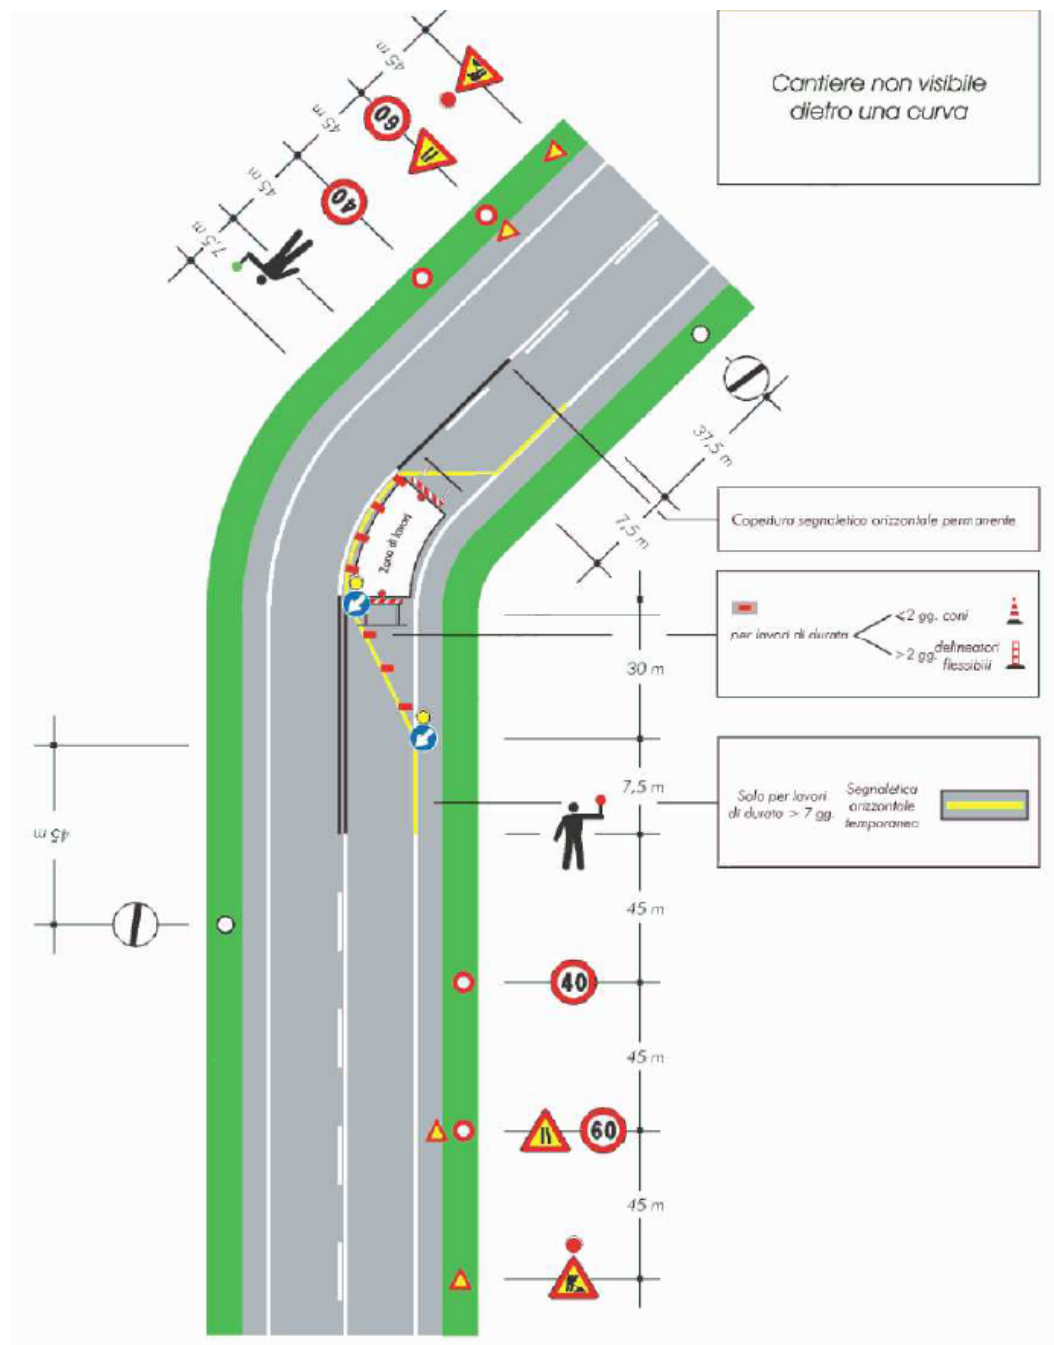 Cantiere non visibile
dietro una curva
45 m
45 m
60
45 m
40
7,5 m
37,5 m
7,5 m
Copertura segnaletica orizzontale permanente
Zona di lavori
per lavori di durata
<2 gg. coni
>2 gg. delineatori
flessibili
30 m
7,5 m
Solo per lavori
di durata > 7 gg.
Segnaletica
orizzontale
temporanea
45 m
45 m
40
45 m
60
45 m